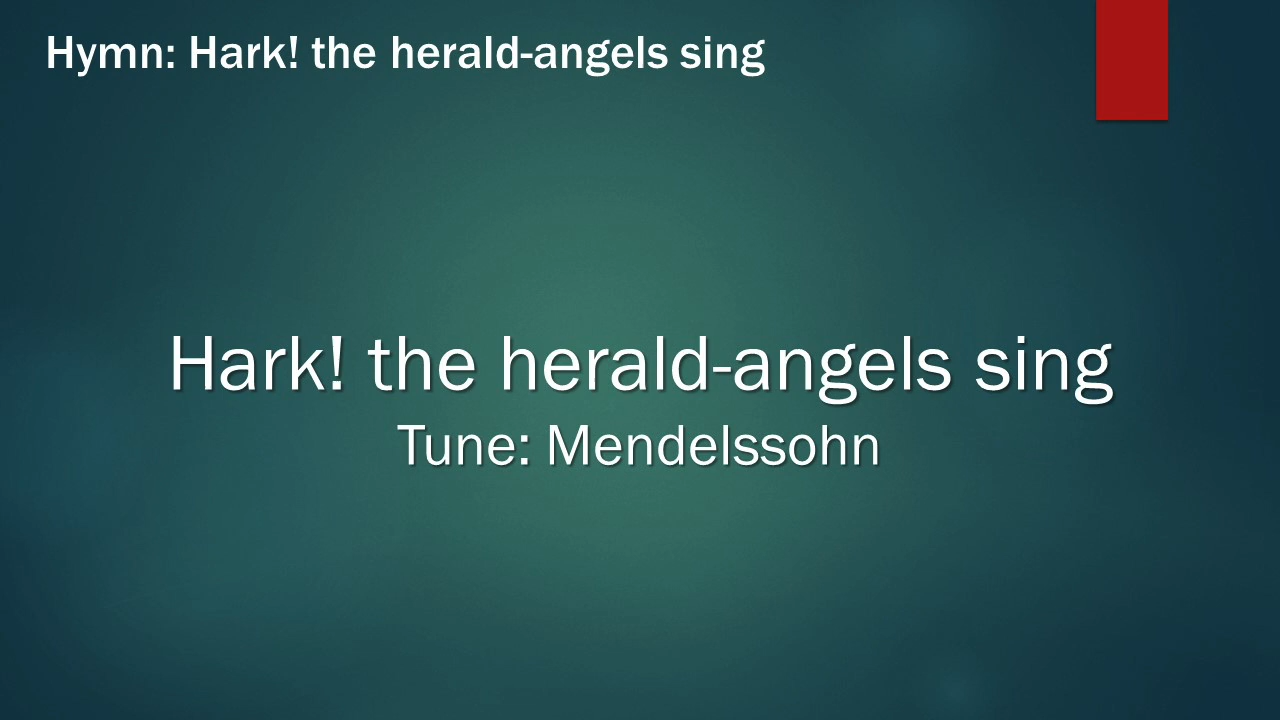 Hymn: Hark! the herald-angels sing
Hark! the herald-angels sing
Tune: Mendelssohn